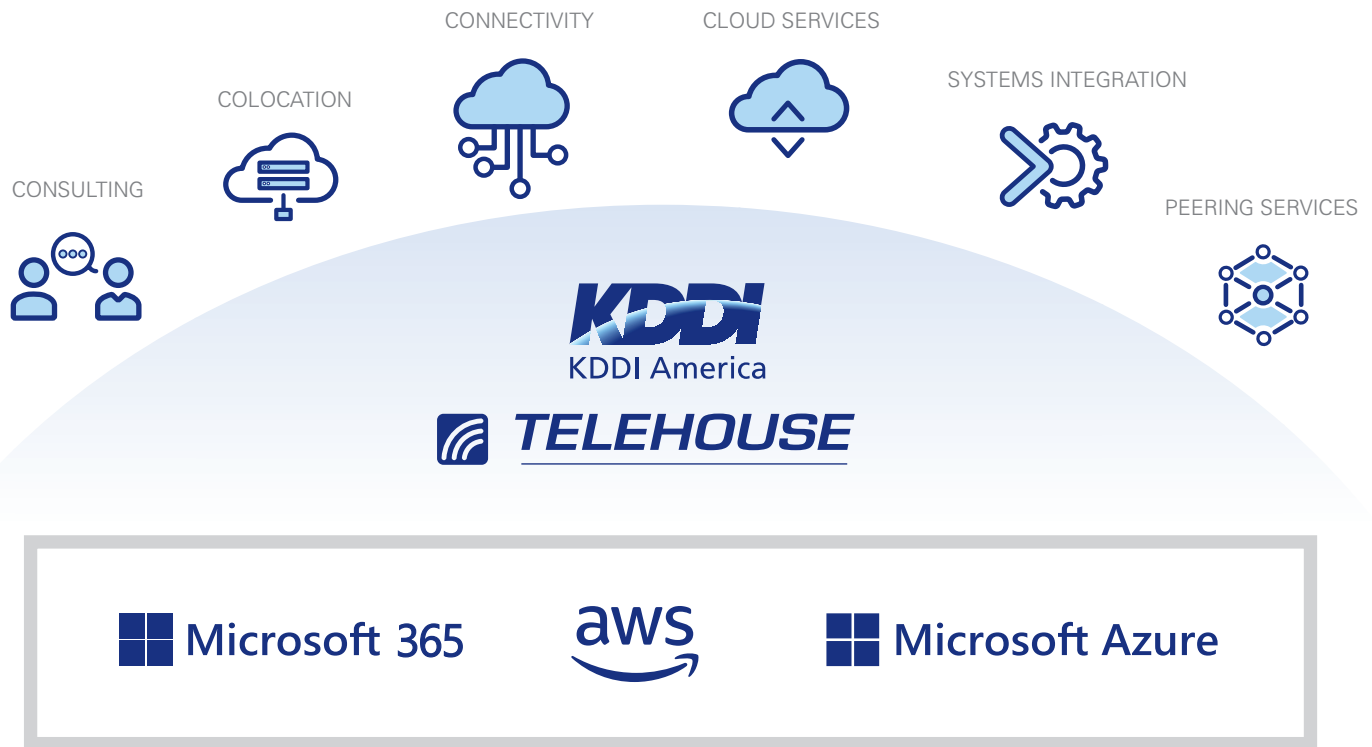 CONNECTIVITY
CLOUD SERVICES
COLOCATION
SYSTEMS INTEGRATION
CONSULTING
PEERING SERVICES
KDDI
KDDI America
TELEHOUSE
Microsoft 365
aws
Microsoft Azure